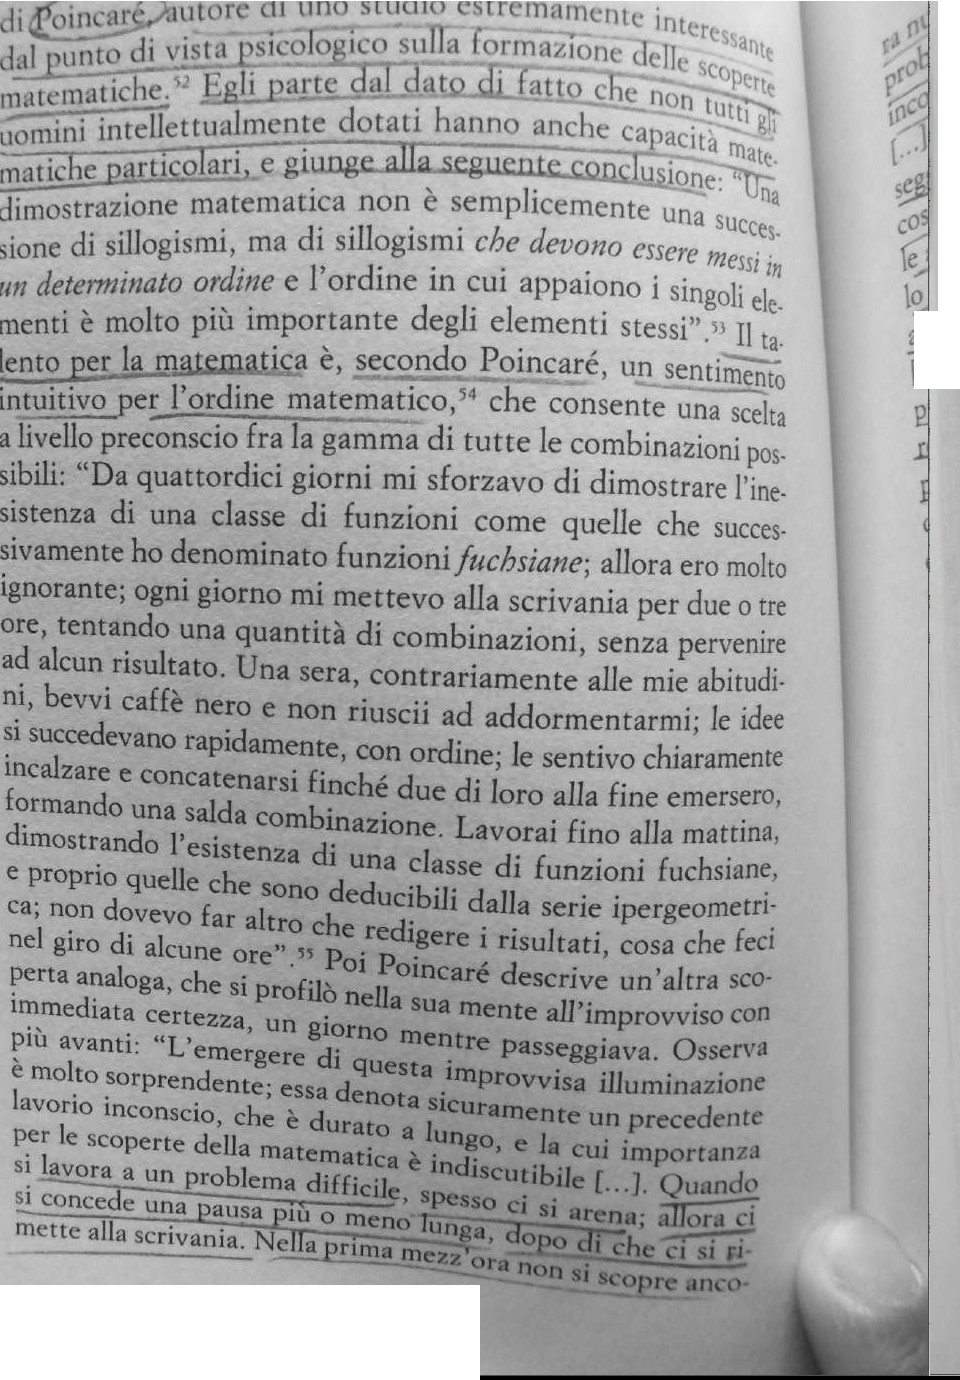 di Poincaré, autore di uno studio estremamente interessante
dal punto di vista psicologico sulla formazione delle scoperte
matematiche.⁵² Egli parte dal dato di fatto che non tutti gli
uomini intellettualmente dotati hanno anche capacità mate-
matiche particolari, e giunge alla seguente conclusione: “Una
dimostrazione matematica non è semplicemente una succes-
sione di sillogismi, ma di sillogismi che devono essere messi in
un determinato ordine e l’ordine in cui appaiono i singoli ele-
menti è molto più importante degli elementi stessi”.⁵³ Il ta-
lento per la matematica è, secondo Poincaré, un sentimento
intuitivo per l’ordine matematico,⁵⁴ che consente una scelta
a livello preconscio fra la gamma di tutte le combinazioni pos-
sibili: “Da quattordici giorni mi sforzavo di dimostrare l’ine-
sistenza di una classe di funzioni come quelle che succes-
sivamente ho denominato funzioni fuchsiane; allora ero molto
ignorante; ogni giorno mi mettevo alla scrivania per due o tre
ore, tentando una quantità di combinazioni, senza pervenire
ad alcun risultato. Una sera, contrariamente alle mie abitudi-
ni, bevvi caffè nero e non riuscii ad addormentarmi; le idee
si succedevano rapidamente, con ordine; le sentivo chiaramente
incalzare e concatenarsi finché due di loro alla fine emersero,
formando una salda combinazione. Lavorai fino alla mattina,
dimostrando l’esistenza di una classe di funzioni fuchsiane,
e proprio quelle che sono deducibili dalla serie ipergeometri-
ca; non dovevo far altro che redigere i risultati, cosa che feci
nel giro di alcune ore”.⁵⁵ Poi Poincaré descrive un’altra sco-
perta analoga, che si profilò nella sua mente all’improvviso con
immediata certezza, un giorno mentre passeggiava. Osserva
più avanti: “L’emergere di questa improvvisa illuminazione
è molto sorprendente; essa denota sicuramente un precedente
lavorio inconscio, che è durato a lungo, e la cui importanza
per le scoperte della matematica è indiscutibile [...]. Quando
si lavora a un problema difficile, spesso ci si arena; allora ci
si concede una pausa più o meno lunga, dopo di che ci si ri-
mette alla scrivania. Nella prima mezz’ora non si scopre anco-
ra
prob
inco
[...]
seg
cos
le
lo